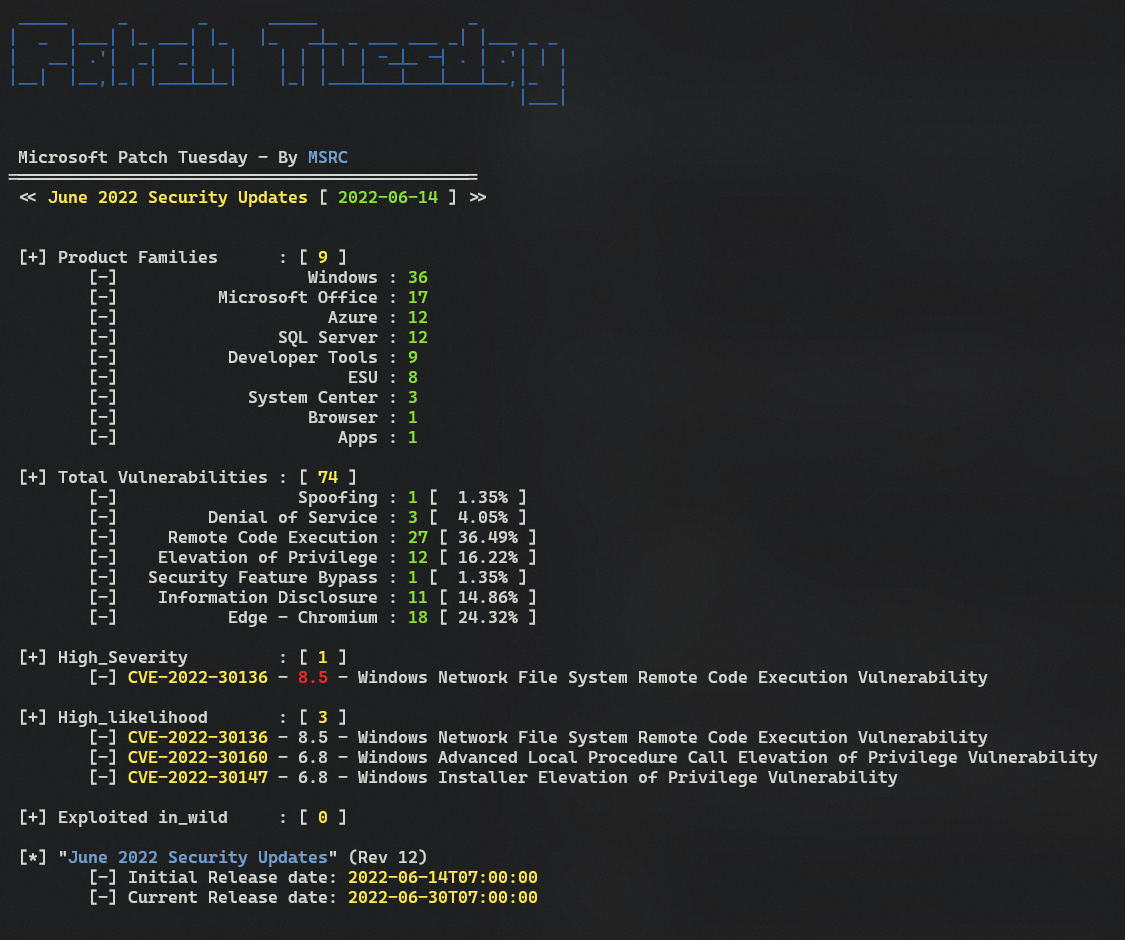 Patch Tuesday
Microsoft Patch Tuesday - By MSRC
<< June 2022 Security Updates [ 2022-06-14 ] >>
[+] Product Families : [ 9 ]
[-] Windows : 36
[-] Microsoft Office : 17
[-] Azure : 12
[-] SQL Server : 12
[-] Developer Tools : 9
[-] ESU : 8
[-] System Center : 3
[-] Browser : 1
[-] Apps : 1
[+] Total Vulnerabilities : [ 74 ]
[-] Spoofing : 1 [ 1.35% ]
[-] Denial of Service : 3 [ 4.05% ]
[-] Remote Code Execution : 27 [ 36.49% ]
[-] Elevation of Privilege : 12 [ 16.22% ]
[-] Security Feature Bypass : 1 [ 1.35% ]
[-] Information Disclosure : 11 [ 14.86% ]
[-] Edge - Chromium : 18 [ 24.32% ]
[+] High_Severity : [ 1 ]
[-] CVE-2022-30136 - 8.5 - Windows Network File System Remote Code Execution Vulnerability
[+] High_likelihood : [ 3 ]
[-] CVE-2022-30136 - 8.5 - Windows Network File System Remote Code Execution Vulnerability
[-] CVE-2022-30160 - 6.8 - Windows Advanced Local Procedure Call Elevation of Privilege Vulnerability
[-] CVE-2022-30147 - 6.8 - Windows Installer Elevation of Privilege Vulnerability
[+] Exploited in_wild : [ 0 ]
[*] "June 2022 Security Updates" (Rev 12)
[-] Initial Release date: 2022-06-14T07:00:00
[-] Current Release date: 2022-06-30T07:00:00